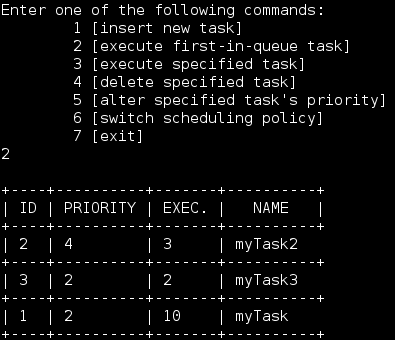 Enter one of the following commands:
1 [insert new task]
2 [execute first-in-queue task]
3 [execute specified task]
4 [delete specified task]
5 [alter specified task's priority]
6 [switch scheduling policy]
7 [exit]
2
+----+----------+-------+----------+
| ID | PRIORITY | EXEC. | NAME |
+----+----------+-------+----------+
| 2 | 4 | 3 | myTask2
+----+----------+-------+----------+
| 3 | 2 | 2 | myTask3
+----+----------+-------+----------+
| 1 | 2 | 10 | myTask
+----+----------+-------+----------+